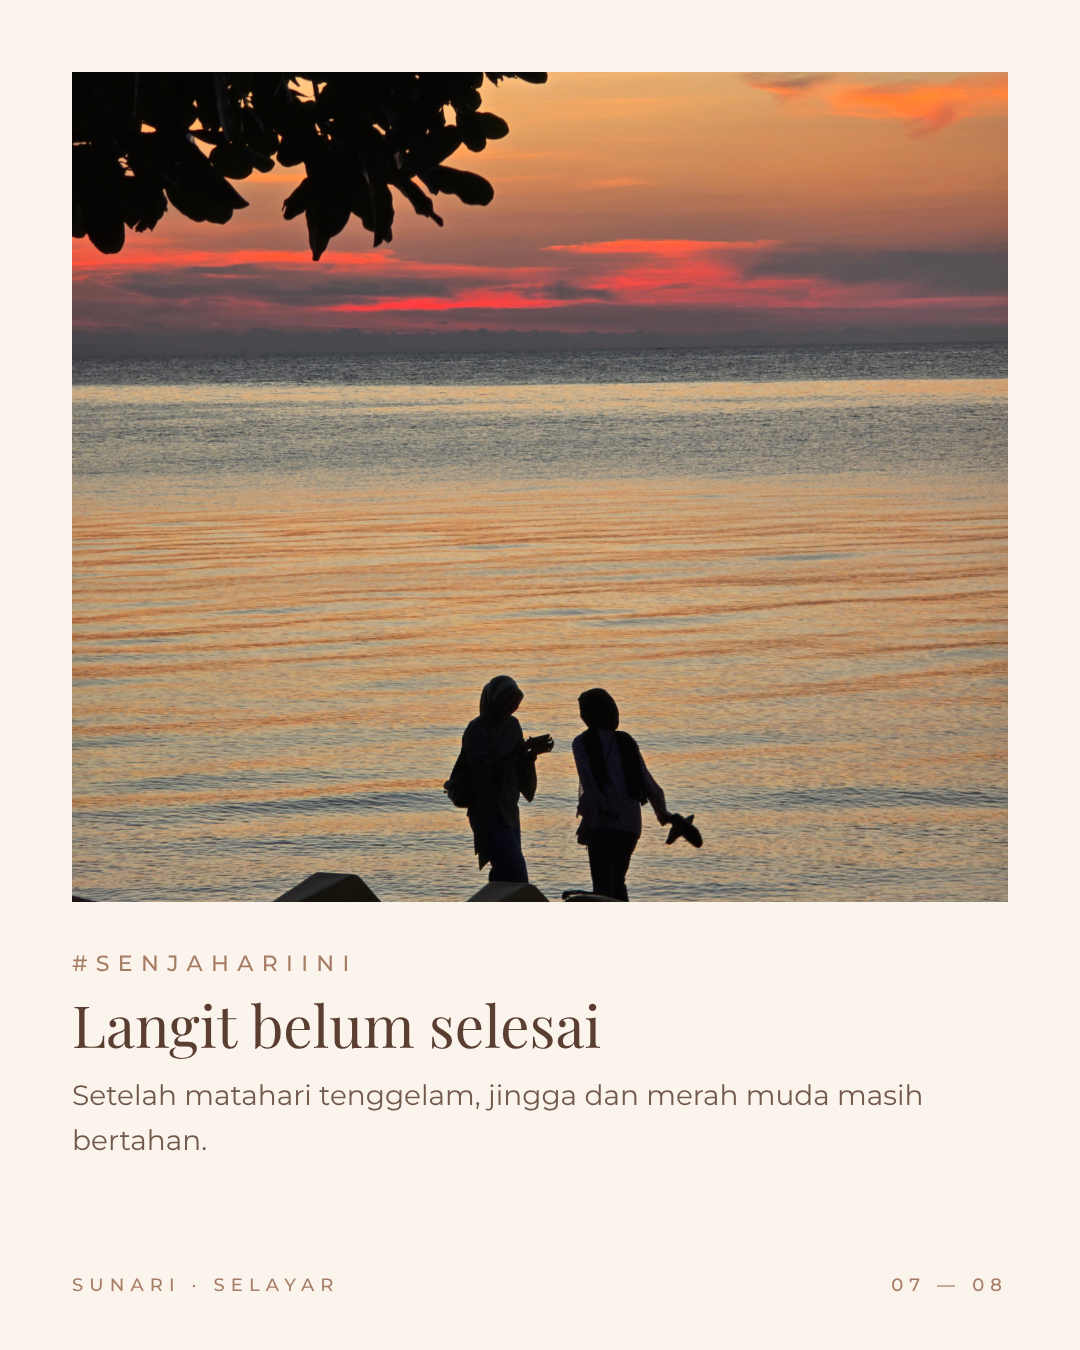 #SENJAHARIINI
Langit belum selesai
Setelah matahari tenggelam, jingga dan merah muda masih
bertahan.
SUNARI · SELAYAR
07 — 08